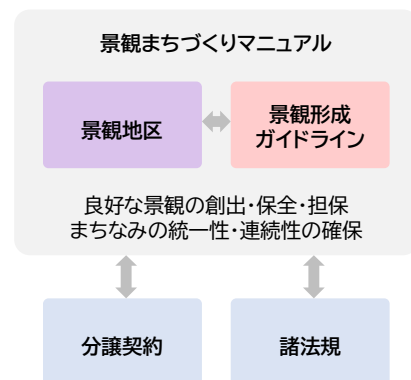 景観まちづくりマニュアル
景観地区
景観形成
ガイドライン
良好な景観の創出・保全・担保
まちなみの統一性・連続性の確保
分譲契約
諸法規